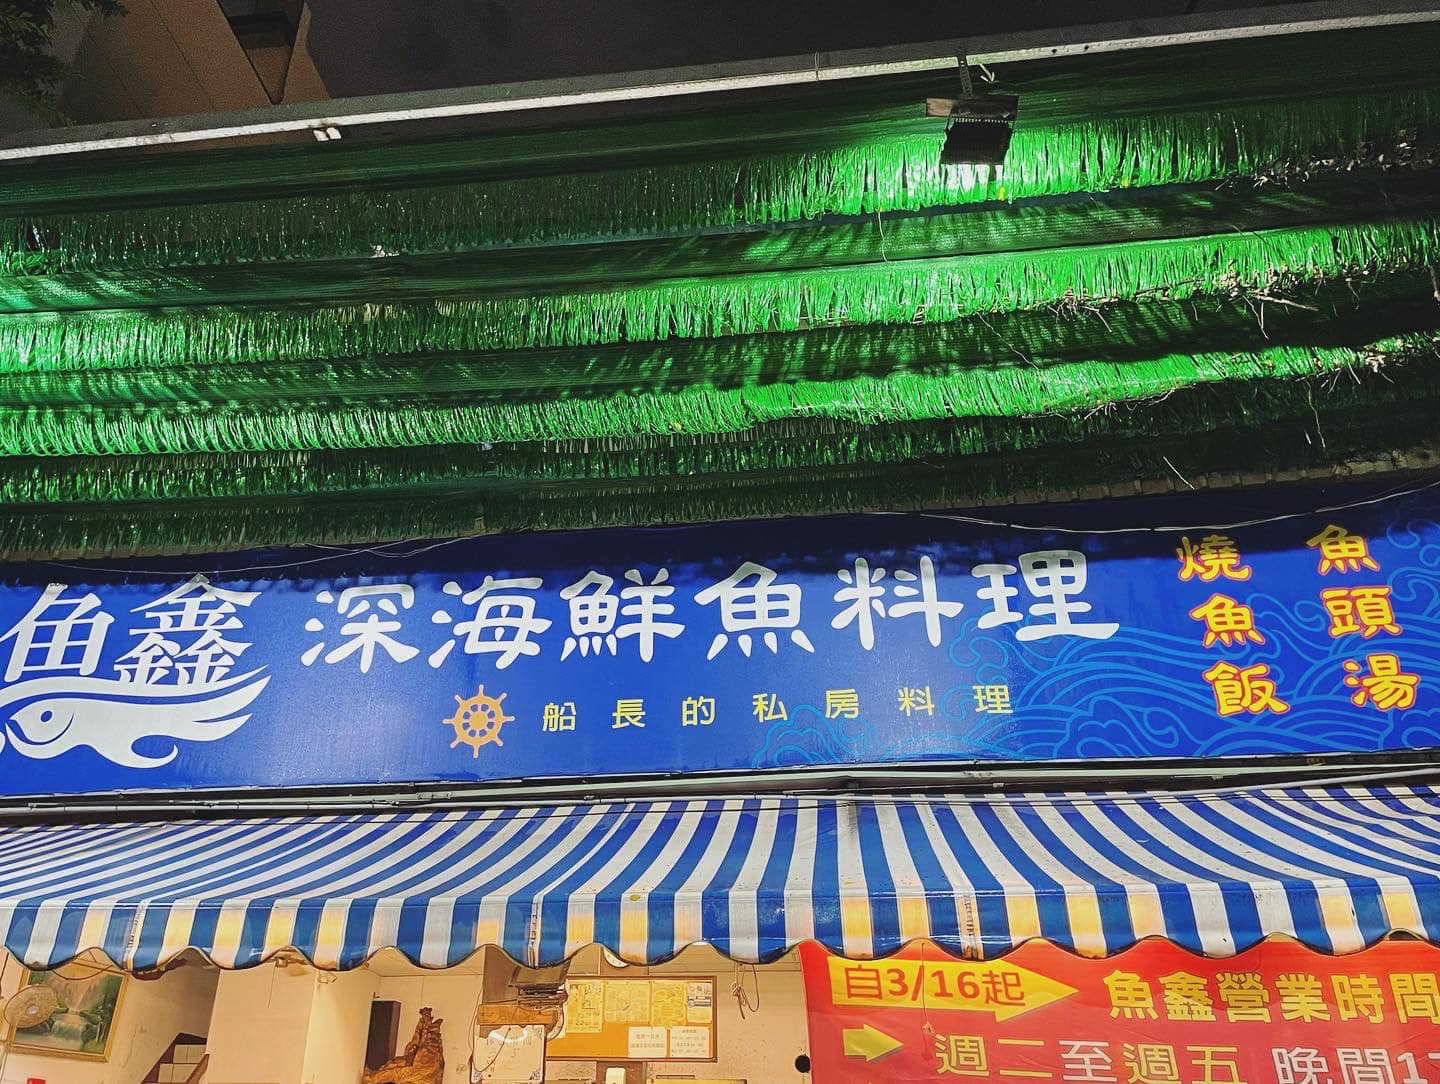 魚鑫
深海鮮魚料理
船長的私房料理
燒魚飯
魚頭湯
自3/16起
魚鑫營業時間
週二至週五 晚間1